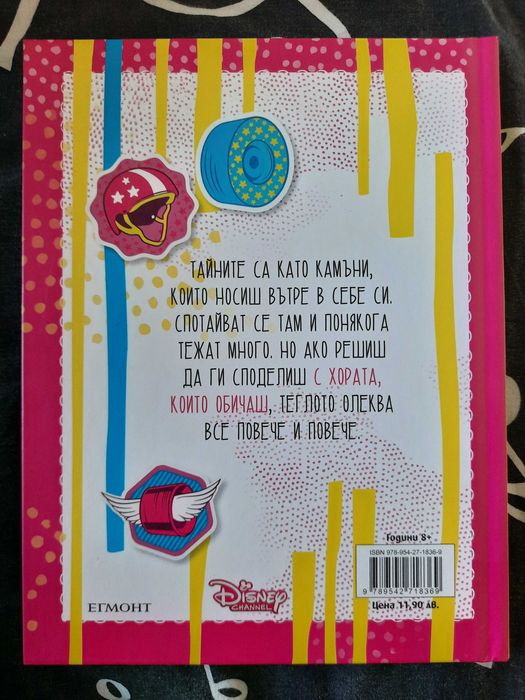 ТАЙНИТЕ СА КАТО КАМЪНИ,
КОИТО НОСИШ ВЪТРЕ В СЕБЕ СИ.
СПОТАЙВАТ СЕ ТАМ И ПОНЯКОГА
ТЕЖАТ МНОГО. НО АКО РЕШИШ
ДА ГИ СПОДЕЛИШ С ХОРАТА,
КОИТО ОБИЧАШ, ТЕГЛОТО ОЛЕКВА
ВСЕ ПОВЕЧЕ И ПОВЕЧЕ.
Години 8+
ISBN 978-954-27-1836-9
9 789542 718369
Цена 11,90 лв.
ЕГМОНТ
Disney
CHANNEL